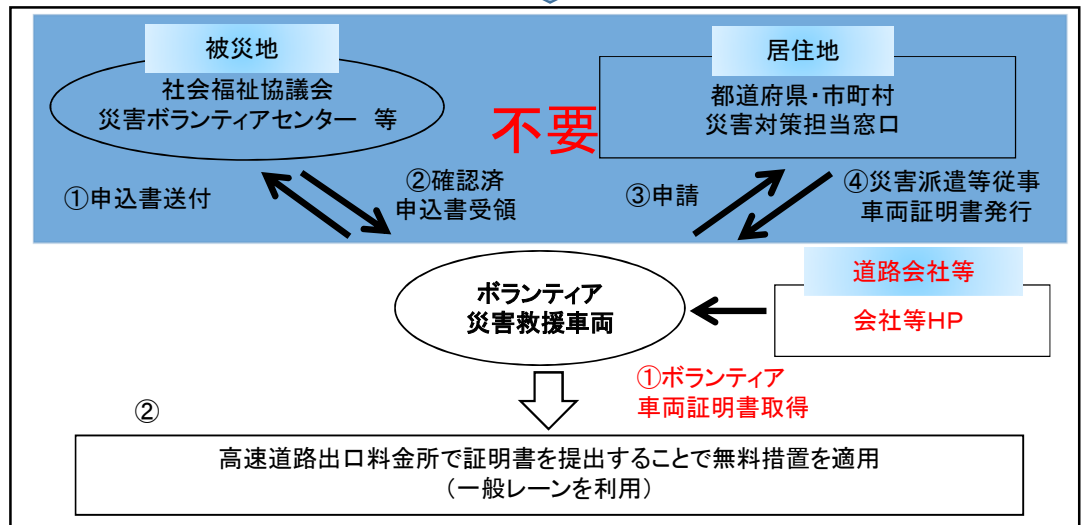 被災地
社会福祉協議会
災害ボランティアセンター 等
不要
居住地
都道府県・市町村
災害対策担当窓口
①申込書送付
②確認済
申込書受領
③申請
④災害派遣等従事
車両証明書発行
ボランティア
災害救援車両
道路会社等
会社等HP
①ボランティア
車両証明書取得
②
高速道路出口料金所で証明書を提出することで無料措置を適用
（一般レーンを利用）